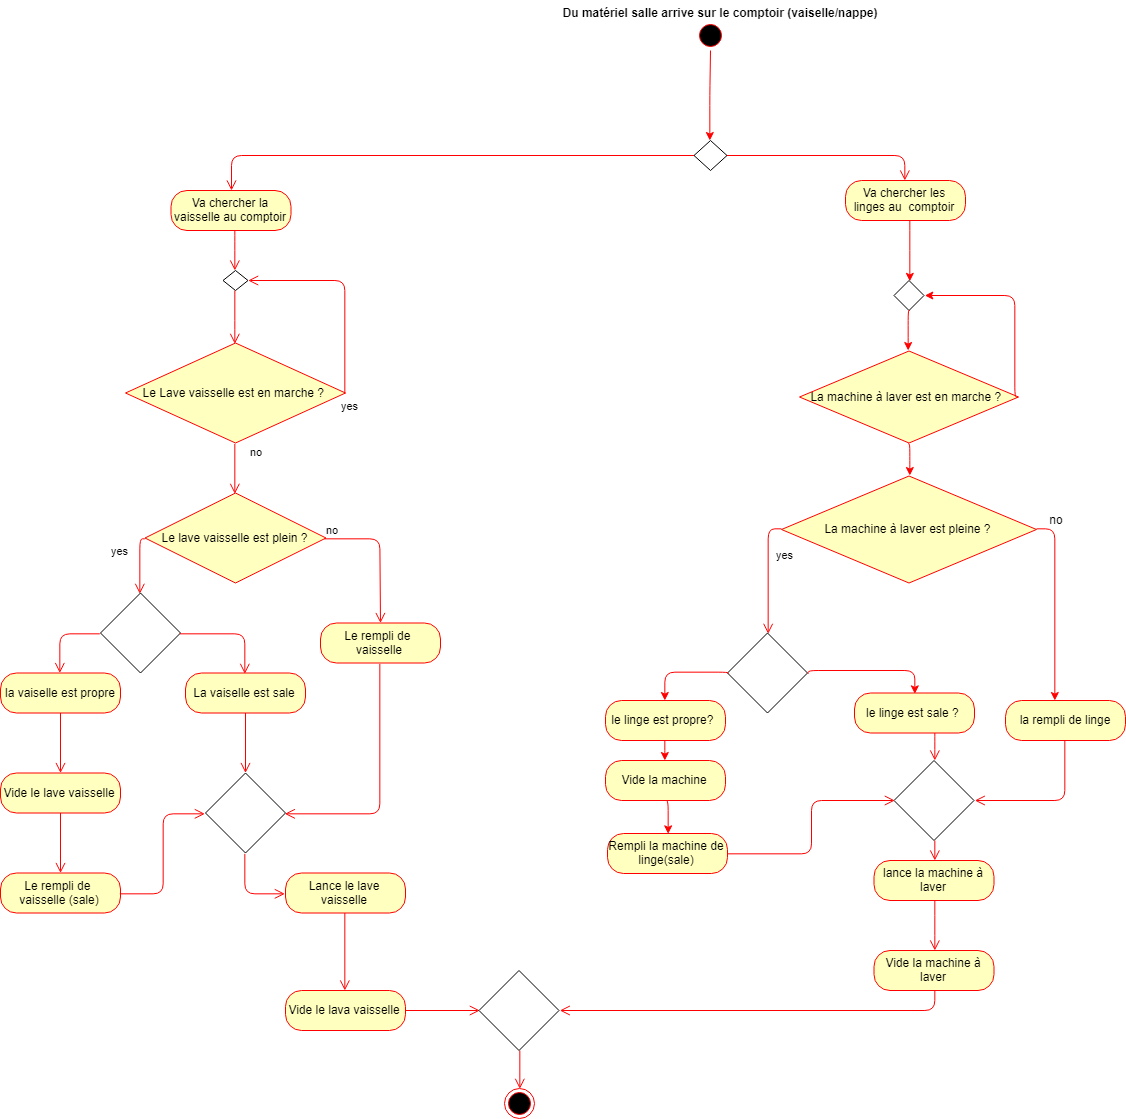 Du matériel salle arrive sur le comptoir (vaiselle/nappe)
Va chercher la
vaisselle au comptoir
Va chercher les
linges au comptoir
Le Lave vaisselle est en marche ?
yes
no
La machine à laver est en marche ?
Le lave vaisselle est plein ?
yes
no
La machine à laver est pleine ?
yes
no
Le rempli de
vaisselle
la vaiselle est propre
La vaiselle est sale
le linge est propre?
le linge est sale ?
la rempli de linge
Vide le lave vaisselle
Vide la machine
Le rempli de
vaisselle (sale)
Rempli la machine de
linge(sale)
Lance le lave
vaisselle
lance la machine à
laver
Vide le lava vaisselle
Vide la machine à
laver